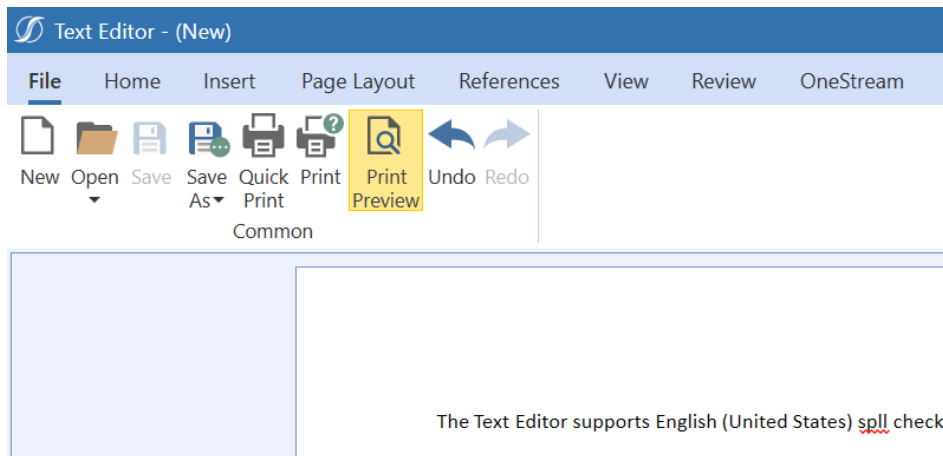 Text Editor - (New)
File Home Insert Page Layout References View Review OneStream
?
New Open Save Save As Quick Print Print Print Preview Undo Redo
Common
The Text Editor supports English (United States) spll check